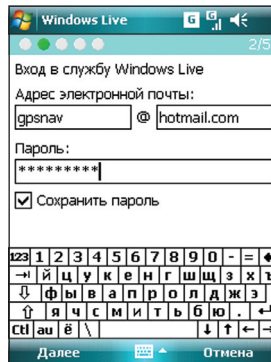 Windows Live G G
2/5
Вход в службу Windows Live
Адрес электронной почты:
gpsnav @ hotmail.com
Пароль:
*********
Сохранить пароль
123 1 2 3 4 5 6 7 8 9 0 - =
й ц у к е н г ш щ з х ъ
ф ы в а п р о л д ж э
я ч с м и т ь б ю .
Ctl au ё \
Далее Отмена